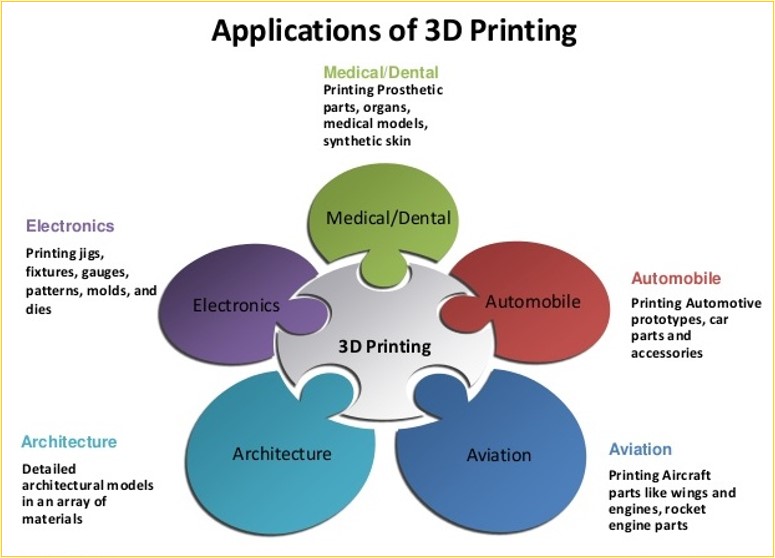 Applications of 3D Printing
Medical/Dental
Printing Prosthetic
parts, organs,
medical models,
synthetic skin
Medical/Dental
Electronics
Printing jigs,
fixtures, gauges,
patterns, molds, and
dies
Electronics
Automobile
Automobile
Printing Automotive
prototypes, car
parts and
accessories
3D Printing
Architecture
Detailed
architectural models
in an array of
materials
Architecture
Aviation
Aviation
Printing Aircraft
parts like wings and
engines, rocket
engine parts